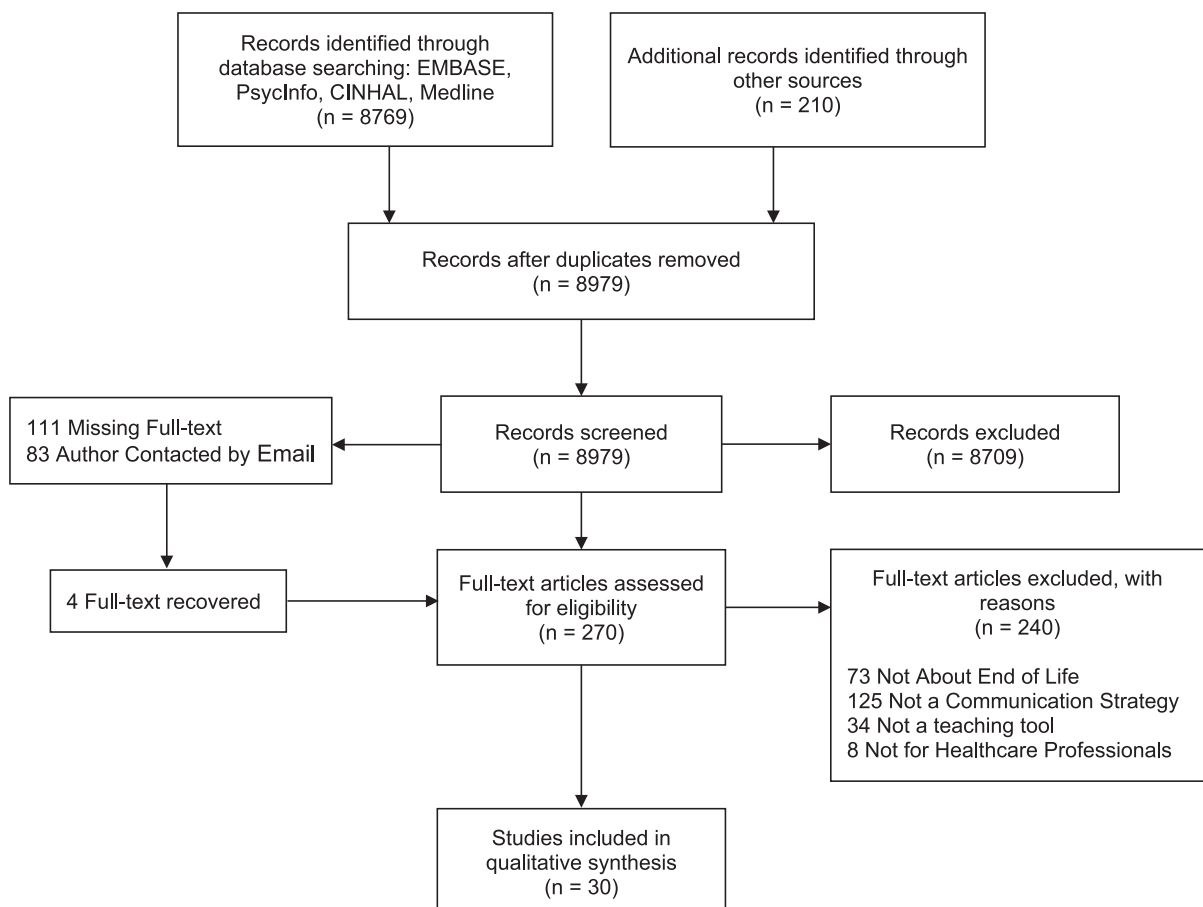 Records identified through
database searching: EMBASE,
PsycInfo, CINHAL, Medline
(n = 8769)
Additional records identified through
other sources
(n = 210)
Records after duplicates removed
(n = 8979)
111 Missing Full-text
83 Author Contacted by Email
Records screened
(n = 8979)
Records excluded
(n = 8709)
4 Full-text recovered
Full-text articles assessed
for eligibility
(n = 270)
Full-text articles excluded, with
reasons
(n = 240)
73 Not About End of Life
125 Not a Communication Strategy
34 Not a teaching tool
8 Not for Healthcare Professionals
Studies included in
qualitative synthesis
(n = 30)